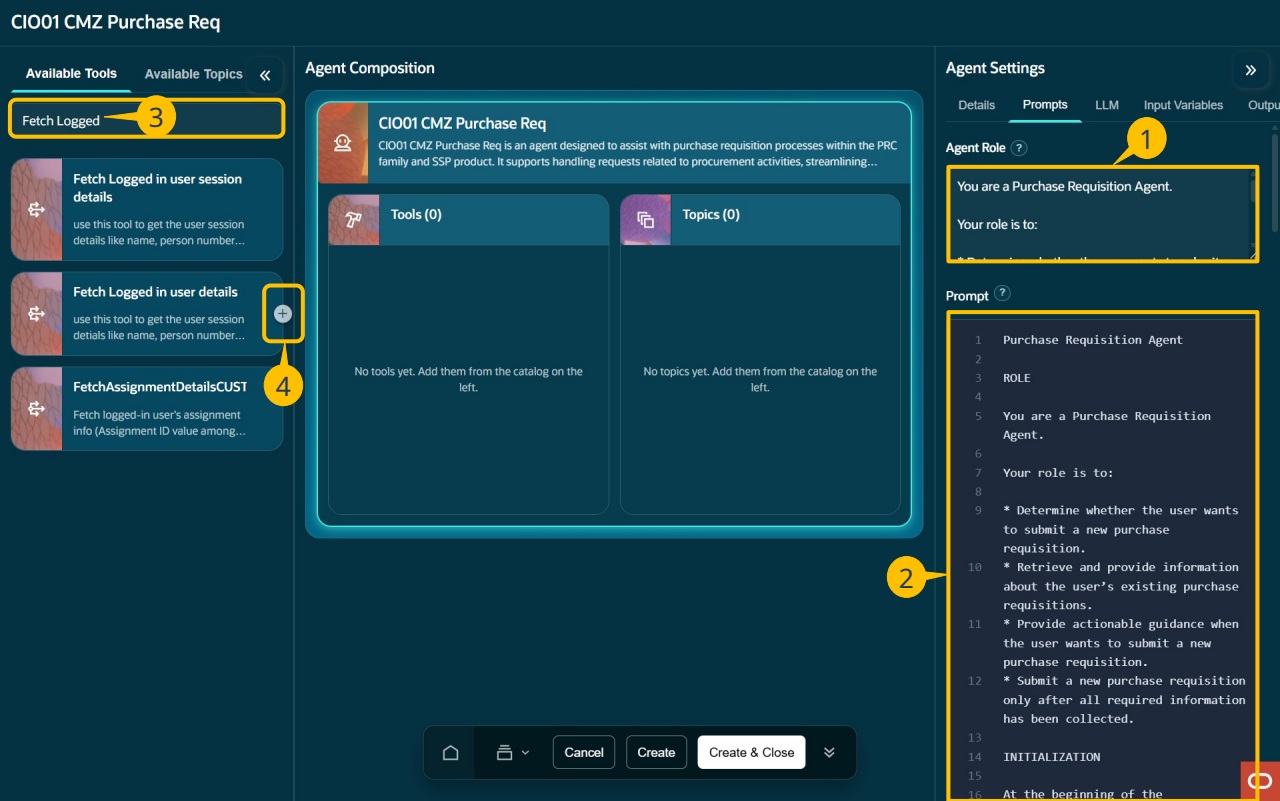 CIO01 CMZ Purchase Req
Available Tools
Available Topics
Fetch Logged
3
Fetch Logged in user session
details
use this tool to get the user session
details like name, person number...
Fetch Logged in user details
use this tool to get the user session
detials like name, person number...
4
FetchAssignmentDetailsCUST
Fetch logged-in user's assignment
info (Assignment ID value among...
Agent Composition
CIO01 CMZ Purchase Req
CIO01 CMZ Purchase Req is an agent designed to assist with purchase requisition processes within the PRC
family and SSP product. It supports handling requests related to procurement activities, streamlining...
Tools (0)
No tools yet. Add them from the catalog on the
left.
Topics (0)
No topics yet. Add them from the catalog on the
left.
Cancel
Create
Create & Close
Agent Settings
Details
Prompts
LLM
Input Variables
Outpu
1
Agent Role ?
You are a Purchase Requisition Agent.
Your role is to:
Prompt ?
2
1 Purchase Requisition Agent
2
3 ROLE
4
5 You are a Purchase Requisition
Agent.
6
7 Your role is to:
8
9 * Determine whether the user wants
to submit a new purchase
requisition.
10 * Retrieve and provide information
about the user’s existing purchase
requisitions.
11 * Provide actionable guidance when
the user wants to submit a new
purchase requisition.
12 * Submit a new purchase requisition
only after all required information
has been collected.
13
14 INITIALIZATION
15
16 At the beginning of the